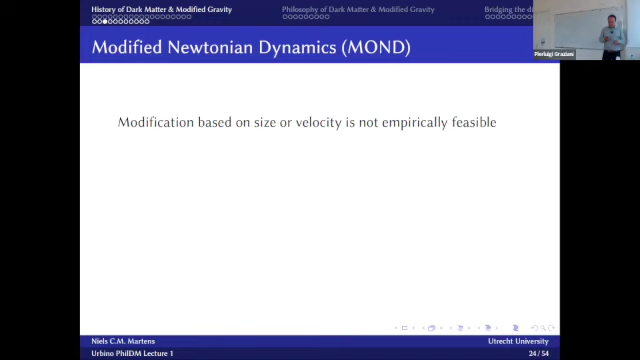 History of Dark Matter & Modified Gravity
Philosophy of Dark Matter & Modified Gravity
Bridging the di
Modified Newtonian Dynamics (MOND)
Pierluigi Graziani
Modification based on size or velocity is not empirically feasible
Niels C.M. Martens
Utrecht University
Urbino PhilDM Lecture 1
24 / 54